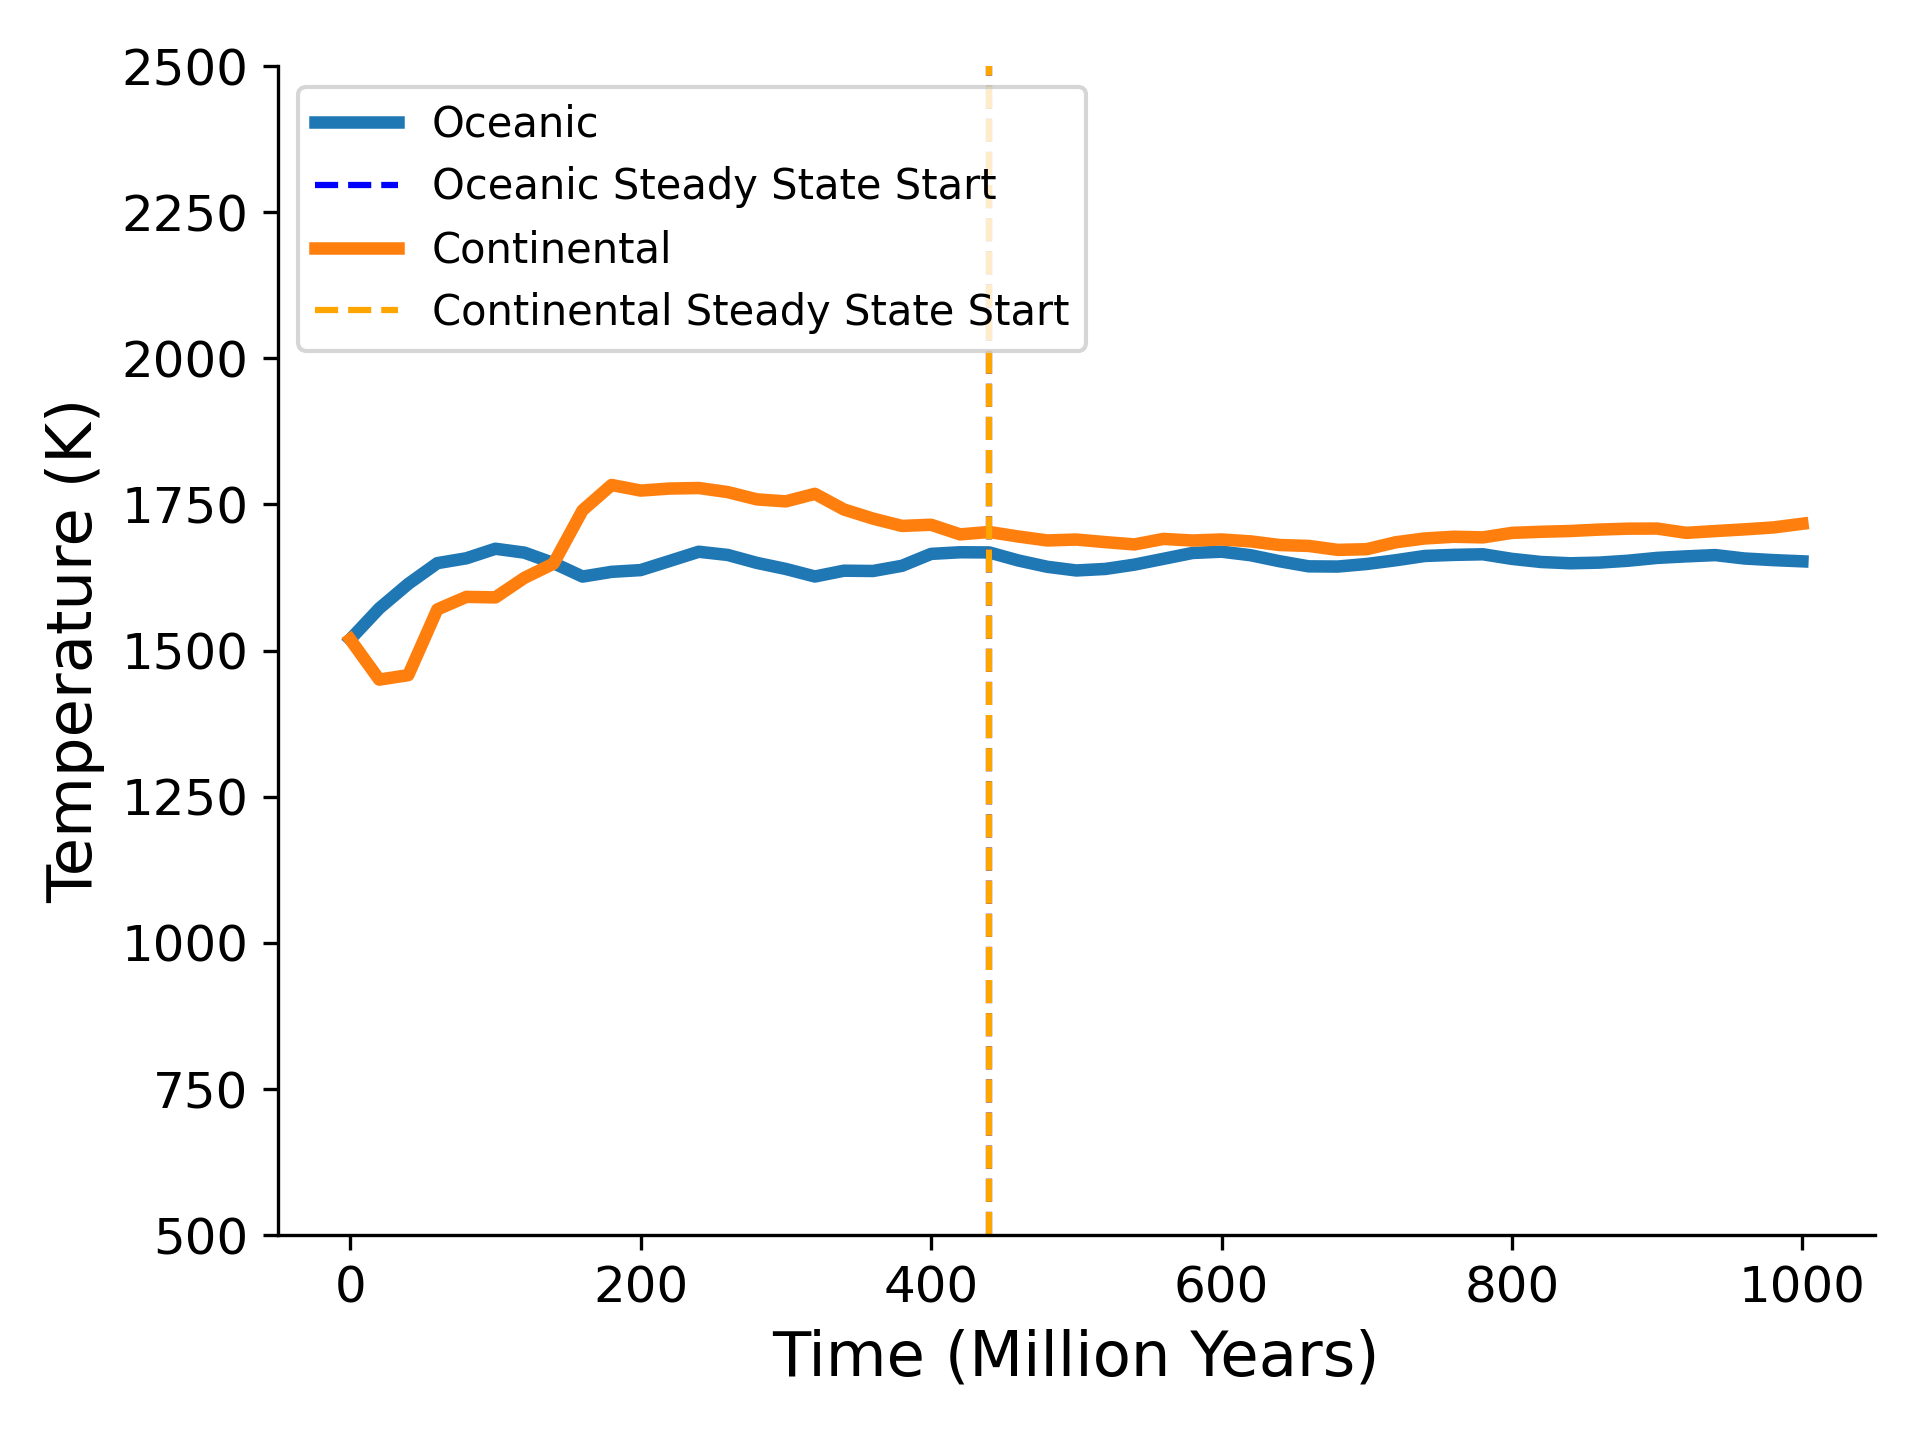 2500
2250
2000
1750
1500
1250
1000
750
500
Temperature (K)
Oceanic
Oceanic Steady State Start
Continental
Continental Steady State Start
0 200 400 600 800 1000
Time (Million Years)